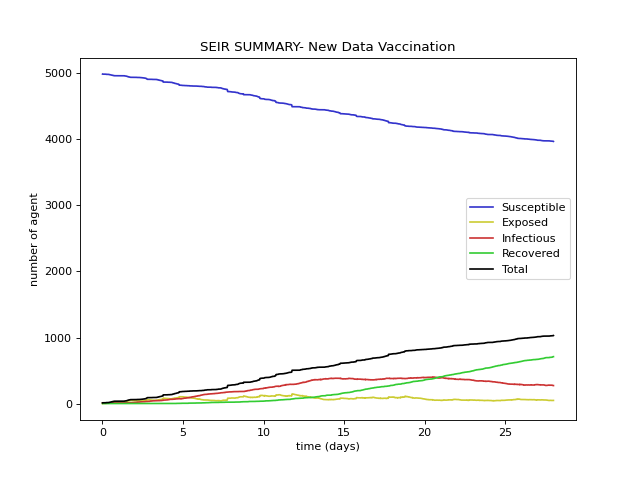 SEIR SUMMARY- New Data Vaccination
5000
4000
3000
2000
1000
0
number of agent
Susceptible
Exposed
Infectious
Recovered
Total
0 5 10 15 20 25
time (days)